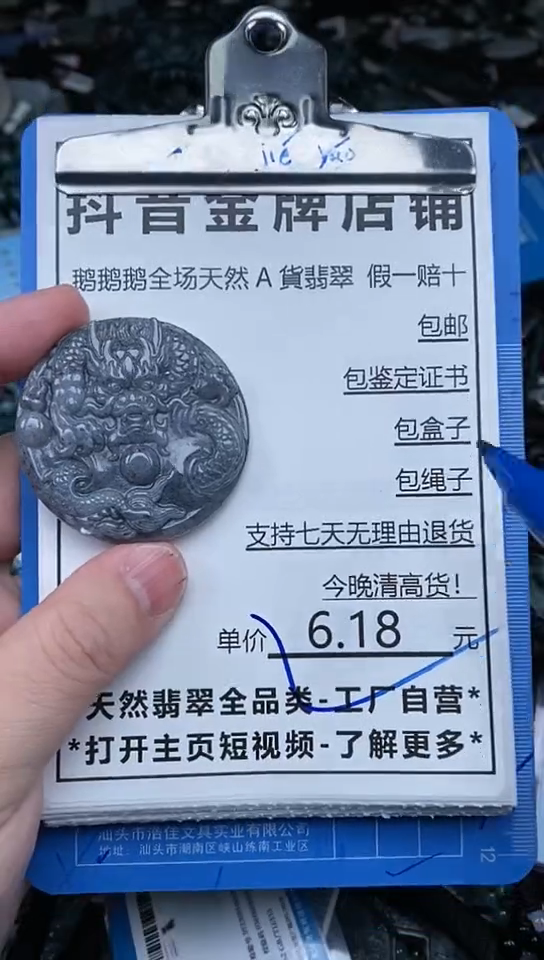 jiē yáo
抖音金牌店铺
鹅鹅鹅全场天然 A 貨翡翠 假一赔十
包邮
包鉴定证书
包盒子
包绳子
支持七天无理由退货
今晚清高货！
单价 6.18 元
天然翡翠全品类-工厂自营*
*打开主页短视频-了解更多*
汕头市浩佳文具实业有限公司
地址：汕头市潮南区峡山练南工业区
12